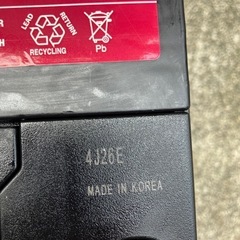 R
H
LEAD
RETURN
RECYCLING
Pb
4J26E
MADE IN KOREA